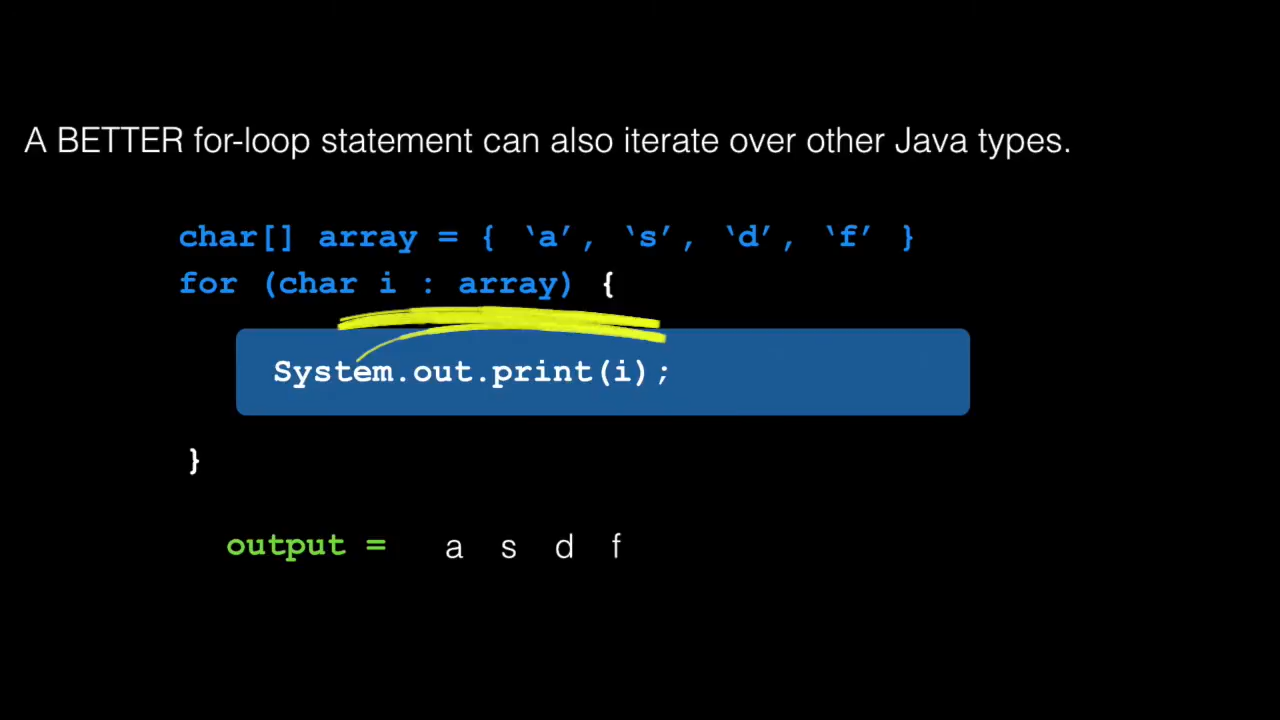 A BETTER for-loop statement can also iterate over other Java types.
char[] array = { ‘a’, ‘s’, ‘d’, ‘f’ }
for (char i : array) {
System.out.print(i);
}
output = a s d f